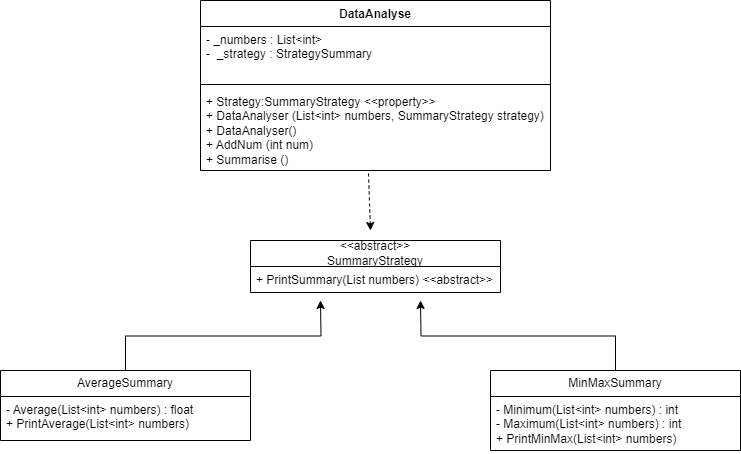 DataAnalyse
- _numbers : List<int>
- _strategy : StrategySummary
+ Strategy:SummaryStrategy <<property>>
+ DataAnalyser (List<int> numbers, SummaryStrategy strategy)
+ DataAnalyser()
+ AddNum (int num)
+ Summarise ()
<<abstract>>
SummaryStrategy
+ PrintSummary(List numbers) <<abstract>>
AverageSummary
- Average(List<int> numbers) : float
+ PrintAverage(List<int> numbers)
MinMaxSummary
- Minimum(List<int> numbers) : int
- Maximum(List<int> numbers) : int
+ PrintMinMax(List<int> numbers)